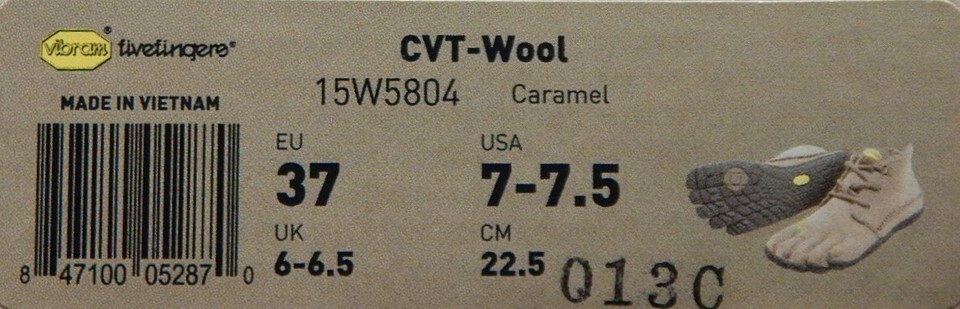 vibram® fivefingers®
MADE IN VIETNAM
8 47100 05287 0
CVT-Wool
15W5804 Caramel
EU
37
USA
7-7.5
UK
6-6.5
CM
22.5
013C